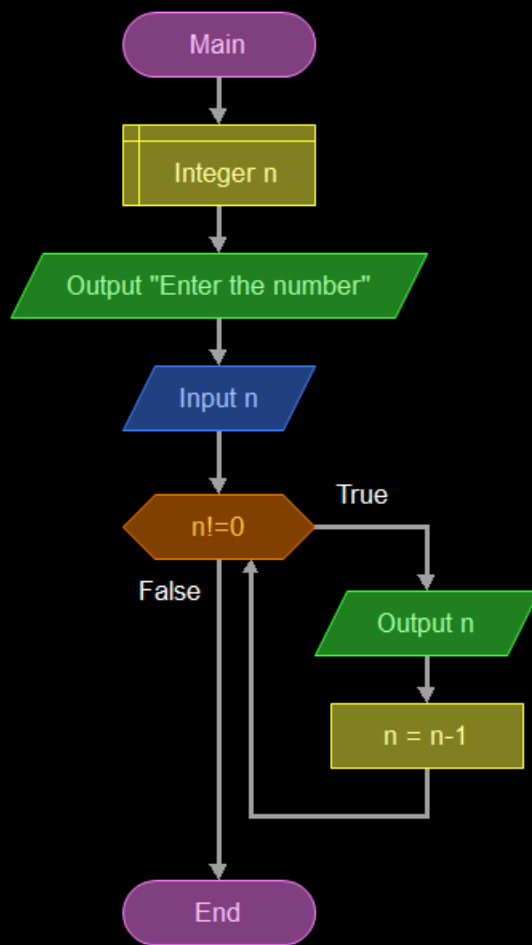 Main
Integer n
Output "Enter the number"
Input n
n!=0
True
False
Output n
n = n-1
End